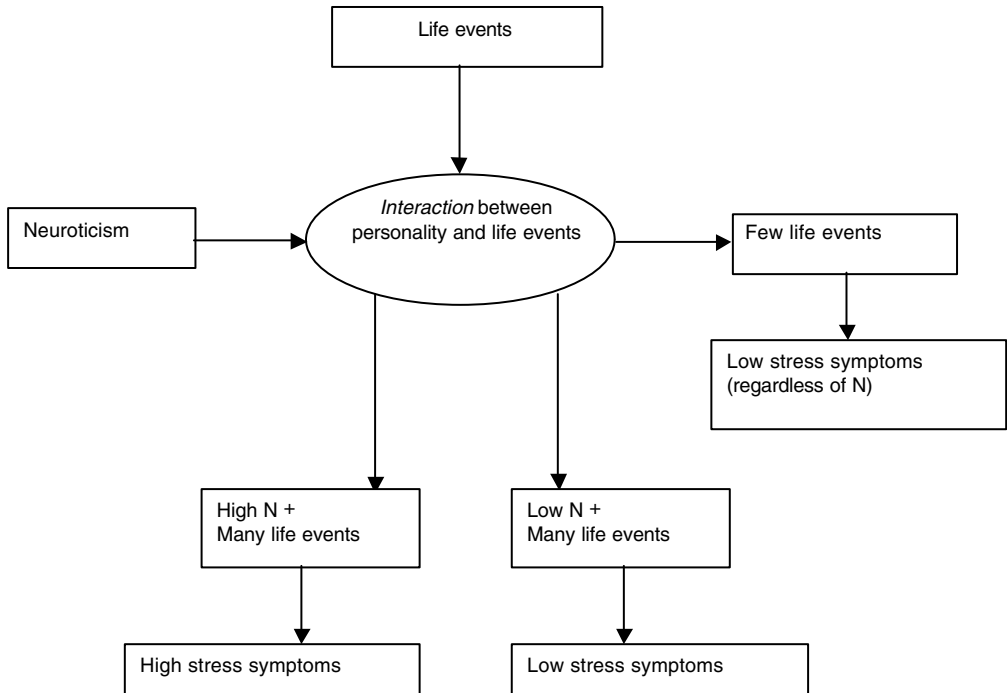 Life events
Neuroticism
Interaction between
personality and life events
Few life events
Low stress symptoms
(regardless of N)
High N +
Many life events
Low N +
Many life events
High stress symptoms
Low stress symptoms